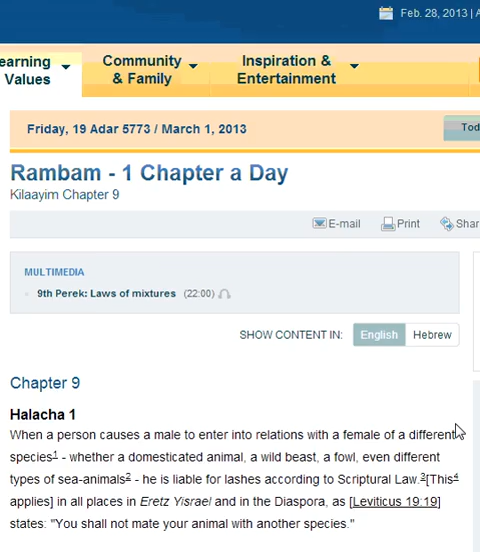 Feb. 28, 2013 | A
earning
Values
Community
& Family
Inspiration &
Entertainment
Friday, 19 Adar 5773 / March 1, 2013
Tod
Rambam - 1 Chapter a Day
Kilaayim Chapter 9
E-mail Print Shar
MULTIMEDIA
9th Perek: Laws of mixtures (22:00)
SHOW CONTENT IN: English Hebrew
Chapter 9
Halacha 1
When a person causes a male to enter into relations with a female of a different
species1 - whether a domesticated animal, a wild beast, a fowl, even different
types of sea-animals2 - he is liable for lashes according to Scriptural Law.3[This4
applies] in all places in Eretz Yisrael and in the Diaspora, as [Leviticus 19:19]
states: "You shall not mate your animal with another species."